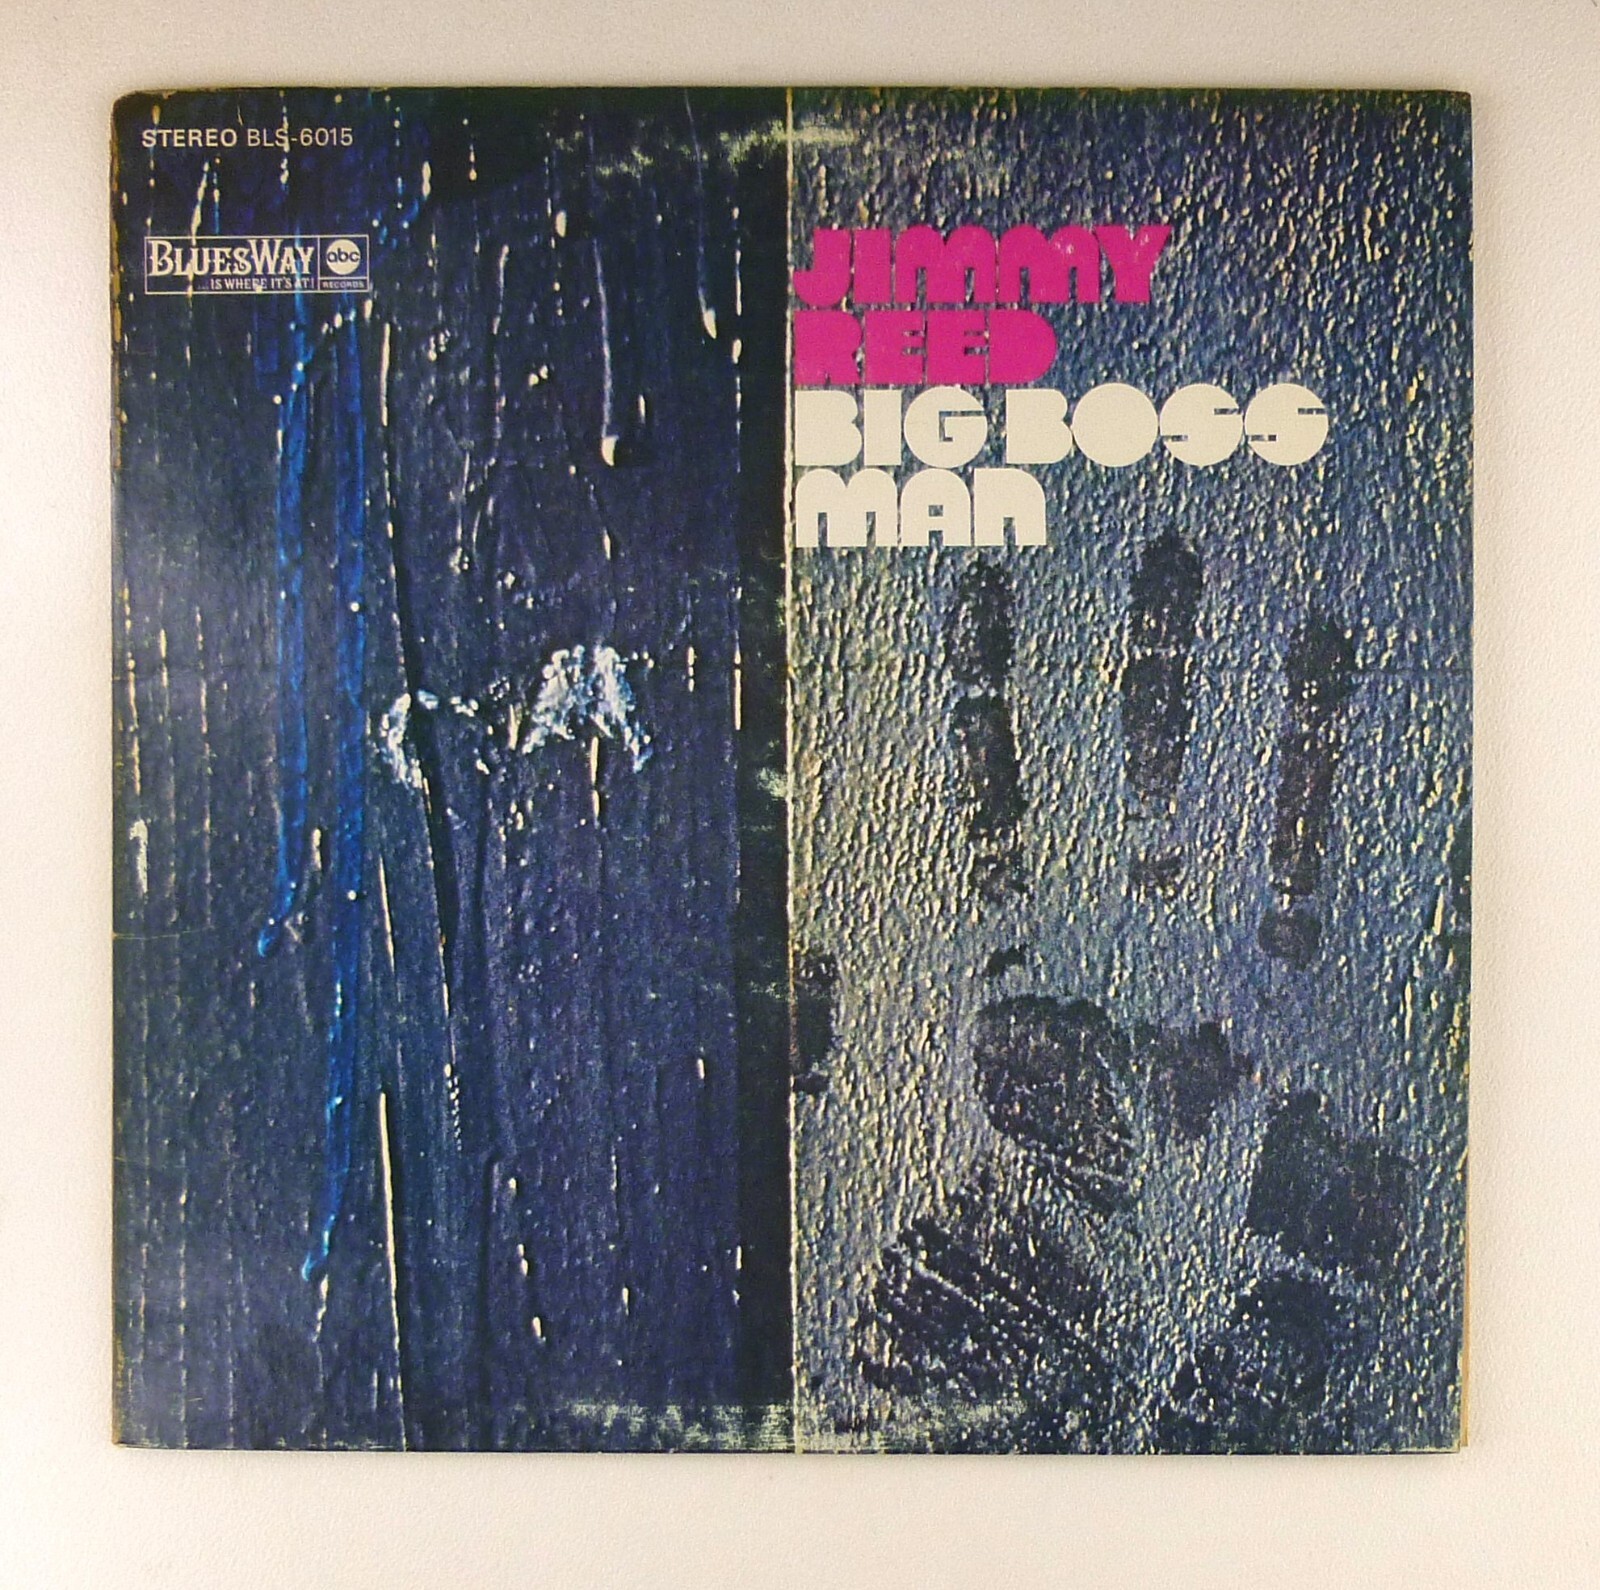 STEREO BLS-6015
BLUESWAY
...IS WHERE IT'S AT!
abc
RECORDS
JIMMY
REED
BIG BOSS
MAN